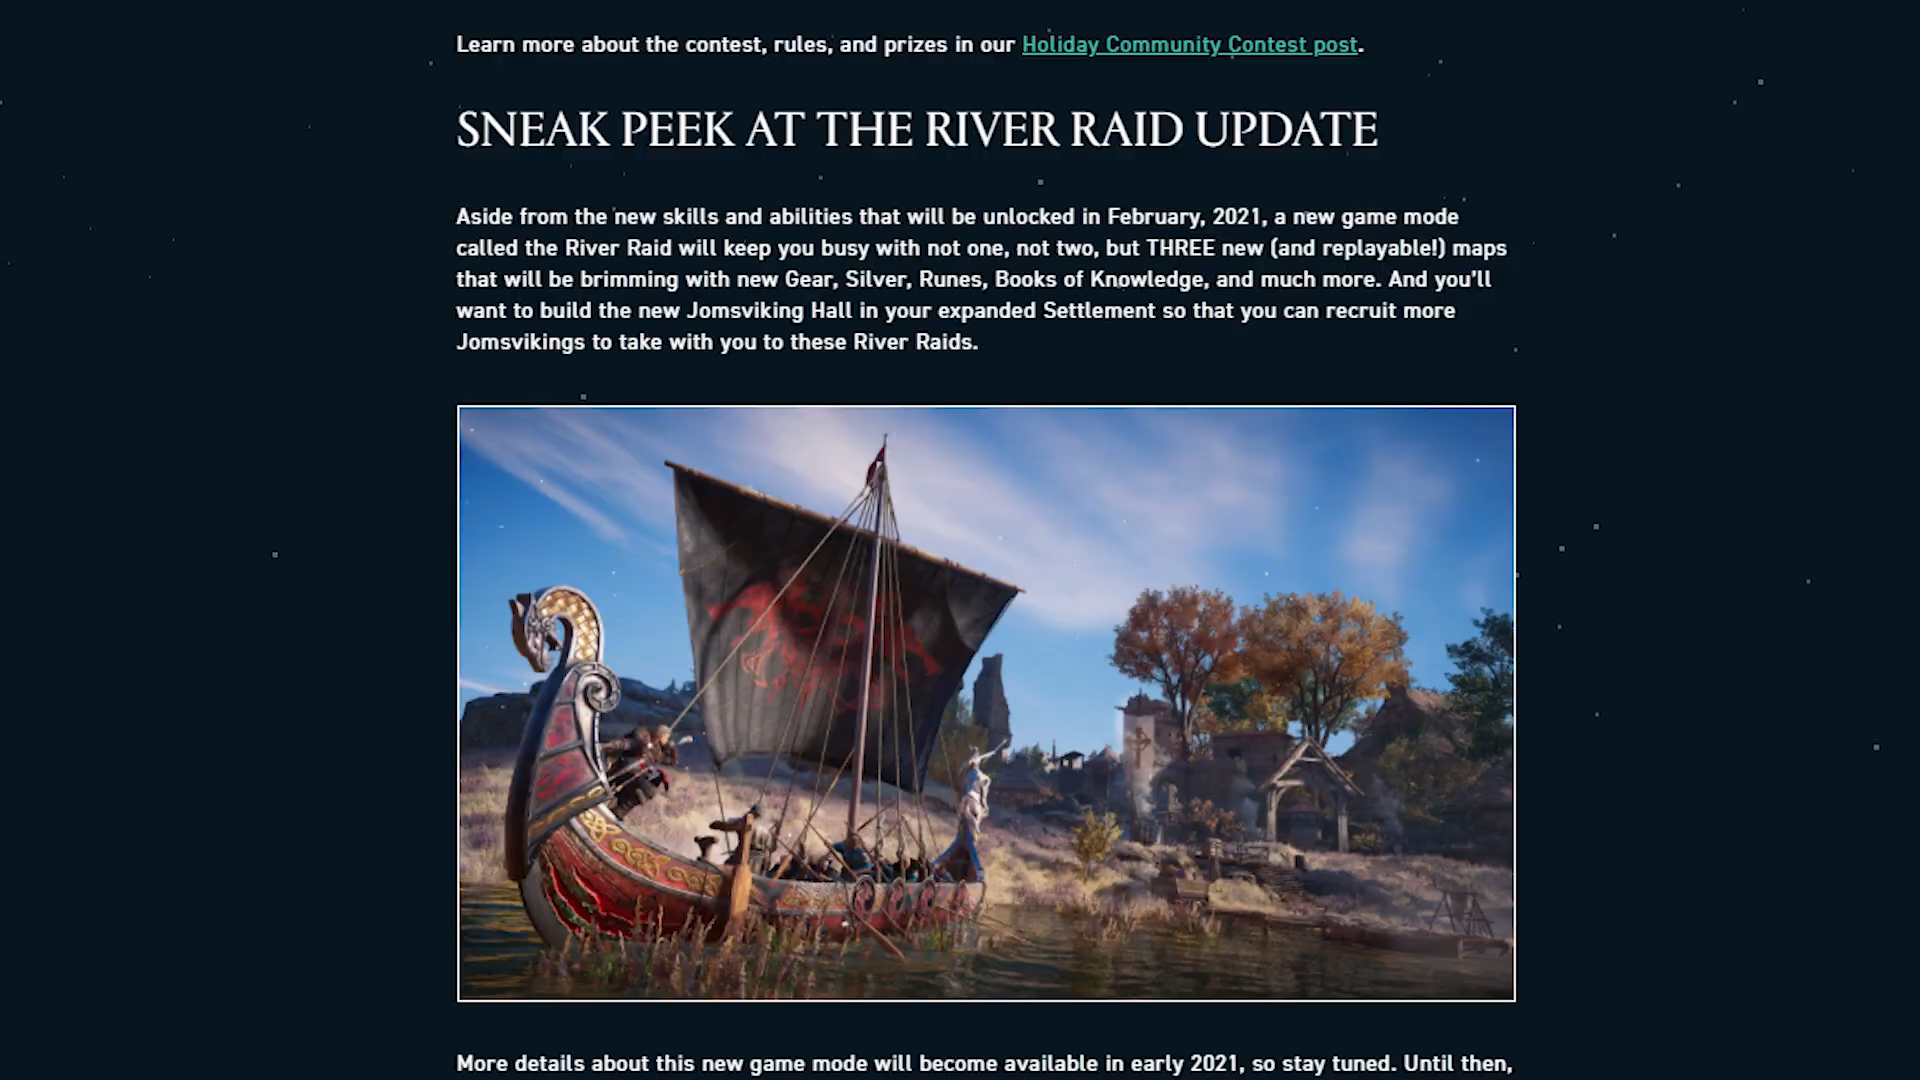 Learn more about the contest, rules, and prizes in our Holiday Community Contest post.
SNEAK PEEK AT THE RIVER RAID UPDATE
Aside from the new skills and abilities that will be unlocked in February, 2021, a new game mode
called the River Raid will keep you busy with not one, not two, but THREE new (and replayable!) maps
that will be brimming with new Gear, Silver, Runes, Books of Knowledge, and much more. And you’ll
want to build the new Jomsviking Hall in your expanded Settlement so that you can recruit more
Jomsvikings to take with you to these River Raids.
More details about this new game mode will become available in early 2021, so stay tuned. Until then,